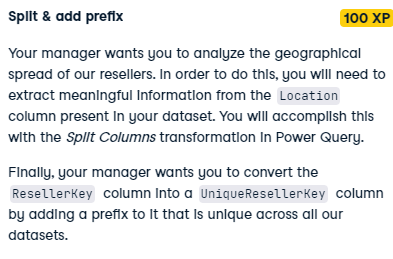 Split & add prefix
100 XP
Your manager wants you to analyze the geographical
spread of our resellers. In order to do this, you will need to
extract meaningful information from the Location
column present in your dataset. You will accomplish this
with the Split Columns transformation in Power Query.
Finally, your manager wants you to convert the
ResellerKey column into a UniqueResellerKey column
by adding a prefix to it that is unique across all our
datasets.